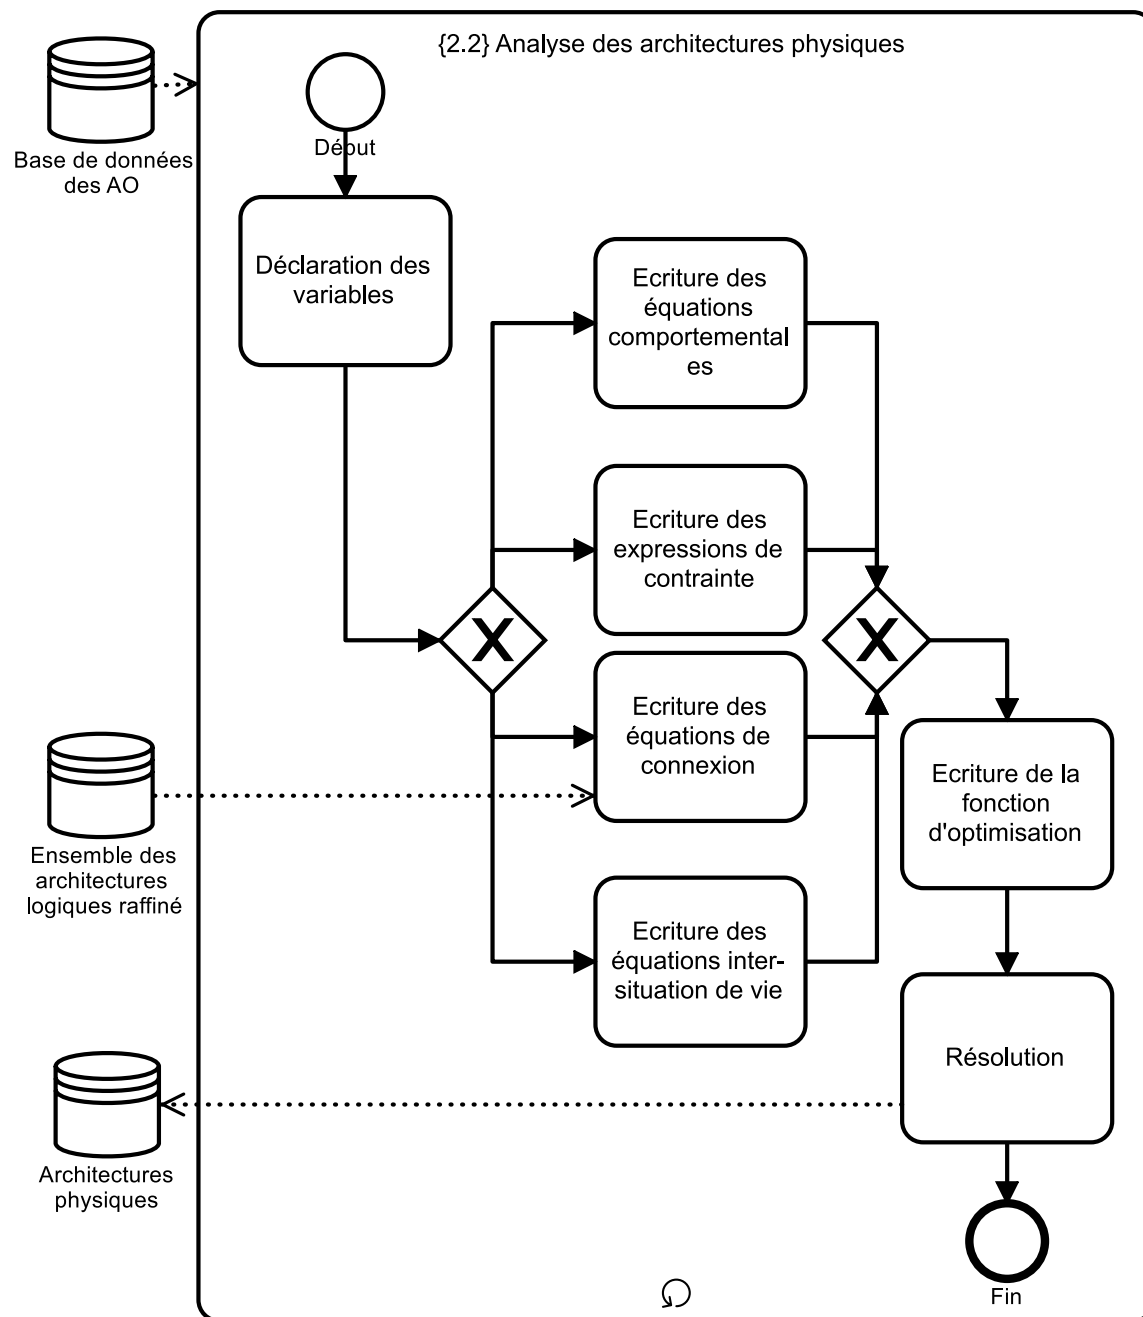 {2.2} Analyse des architectures physiques
Base de données
des AO
Début
Déclaration des
variables
Ecriture des
équations
comportemental
es
Ecriture des
expressions de
contrainte
X
X
Ecriture des
équations de
connexion
Ecriture de la
fonction
d'optimisation
Ensemble des
architectures
logiques raffiné
Ecriture des
équations inter-
situation de vie
Résolution
Architectures
physiques
Fin